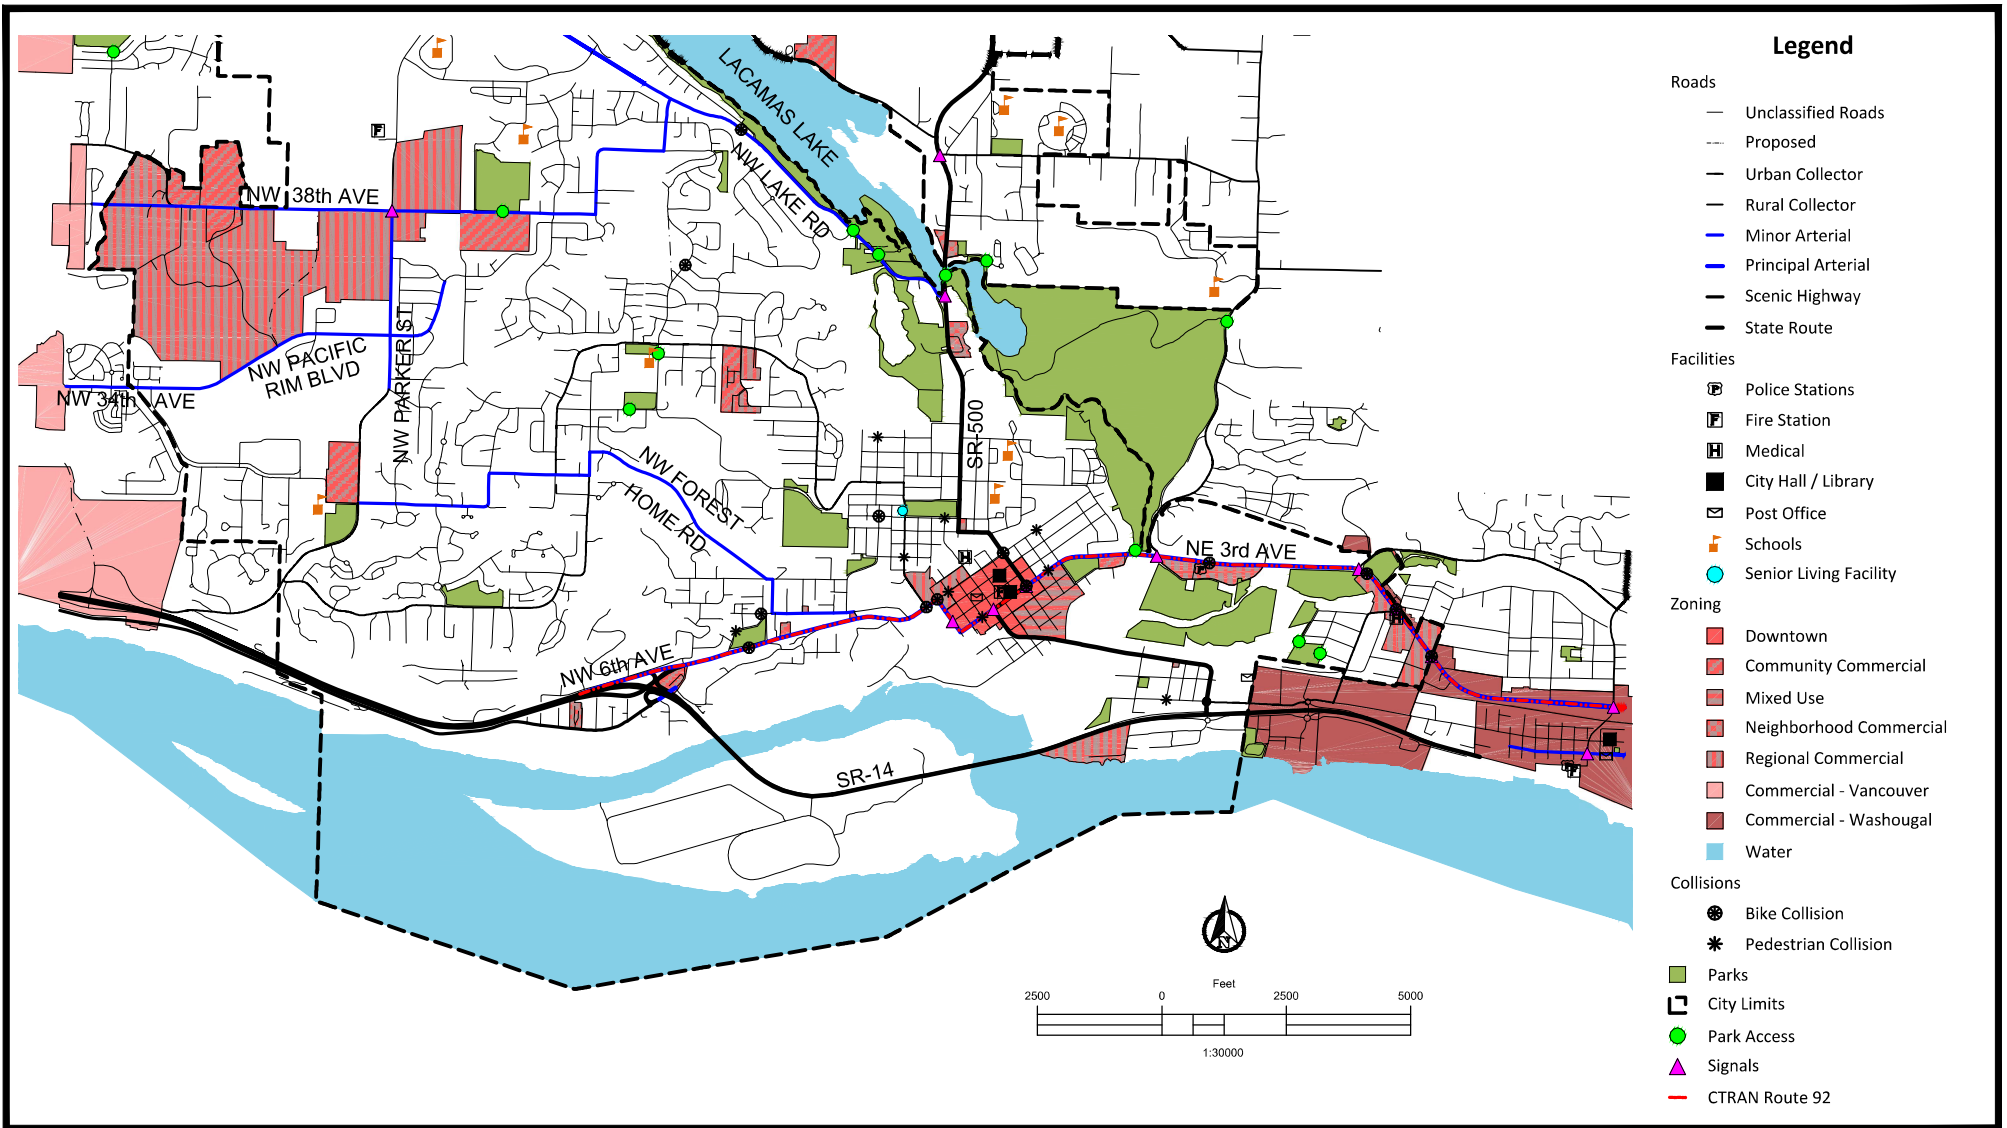 LACAMAS LAKE
NW LAKE RD
NW 38th AVE
NW PARKER ST
NW PACIFIC
RIM BLVD
NW 34th AVE
SR-500
NW FOREST
HOME RD
NE 3rd AVE
NW 6th AVE
SR-14
H
F
N
Feet
2500 0 2500 5000
1:30000
Legend
Roads
Unclassified Roads
Proposed
Urban Collector
Rural Collector
Minor Arterial
Principal Arterial
Scenic Highway
State Route
Facilities
P Police Stations
F Fire Station
H Medical
City Hall / Library
Post Office
Schools
Senior Living Facility
Zoning
Downtown
Community Commercial
Mixed Use
Neighborhood Commercial
Regional Commercial
Commercial - Vancouver
Commercial - Washougal
Water
Collisions
Bike Collision
Pedestrian Collision
Parks
City Limits
Park Access
Signals
CTRAN Route 92